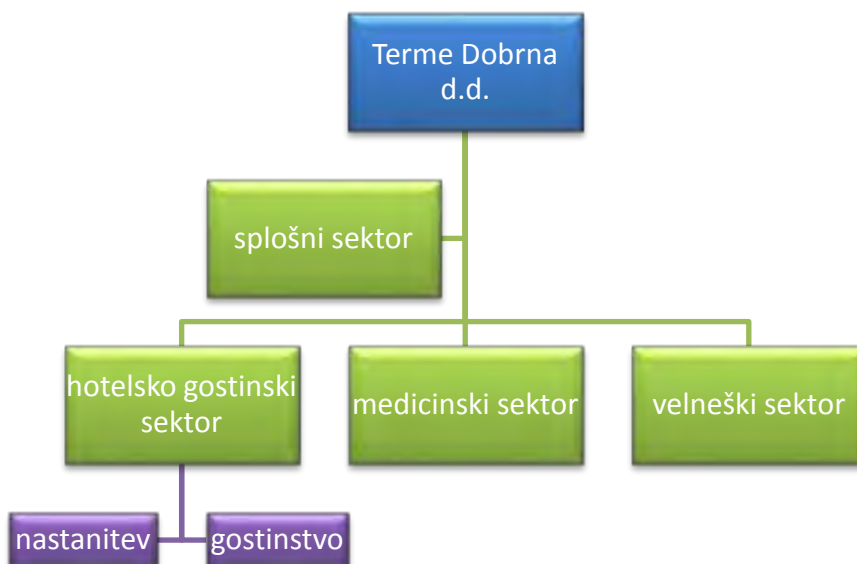 Terme Dobrna
d.d.
splošni sektor
hotelsko gostinski
sektor
medicinski sektor
velneški sektor
nastanitev
gostinstvo